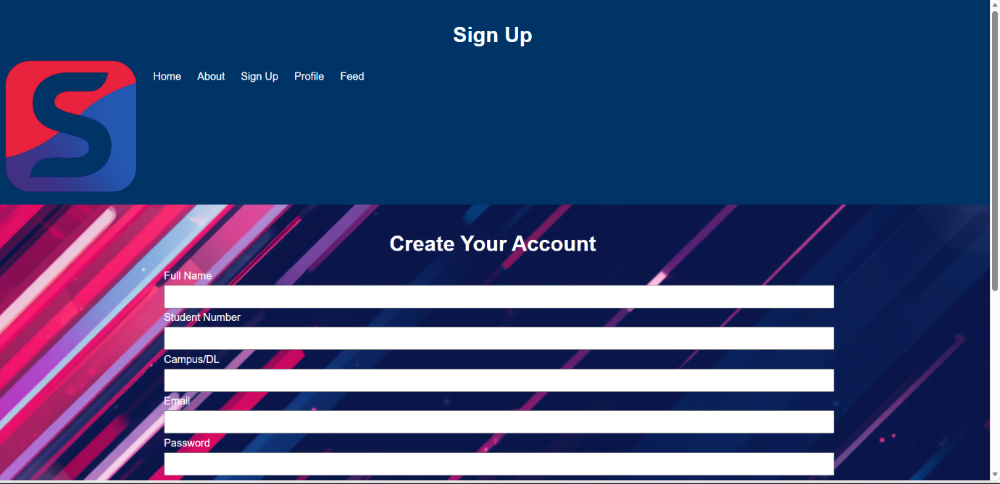 Sign Up
S
Home About Sign Up Profile Feed
Create Your Account
Full Name
Student Number
Campus/DL
Email
Password